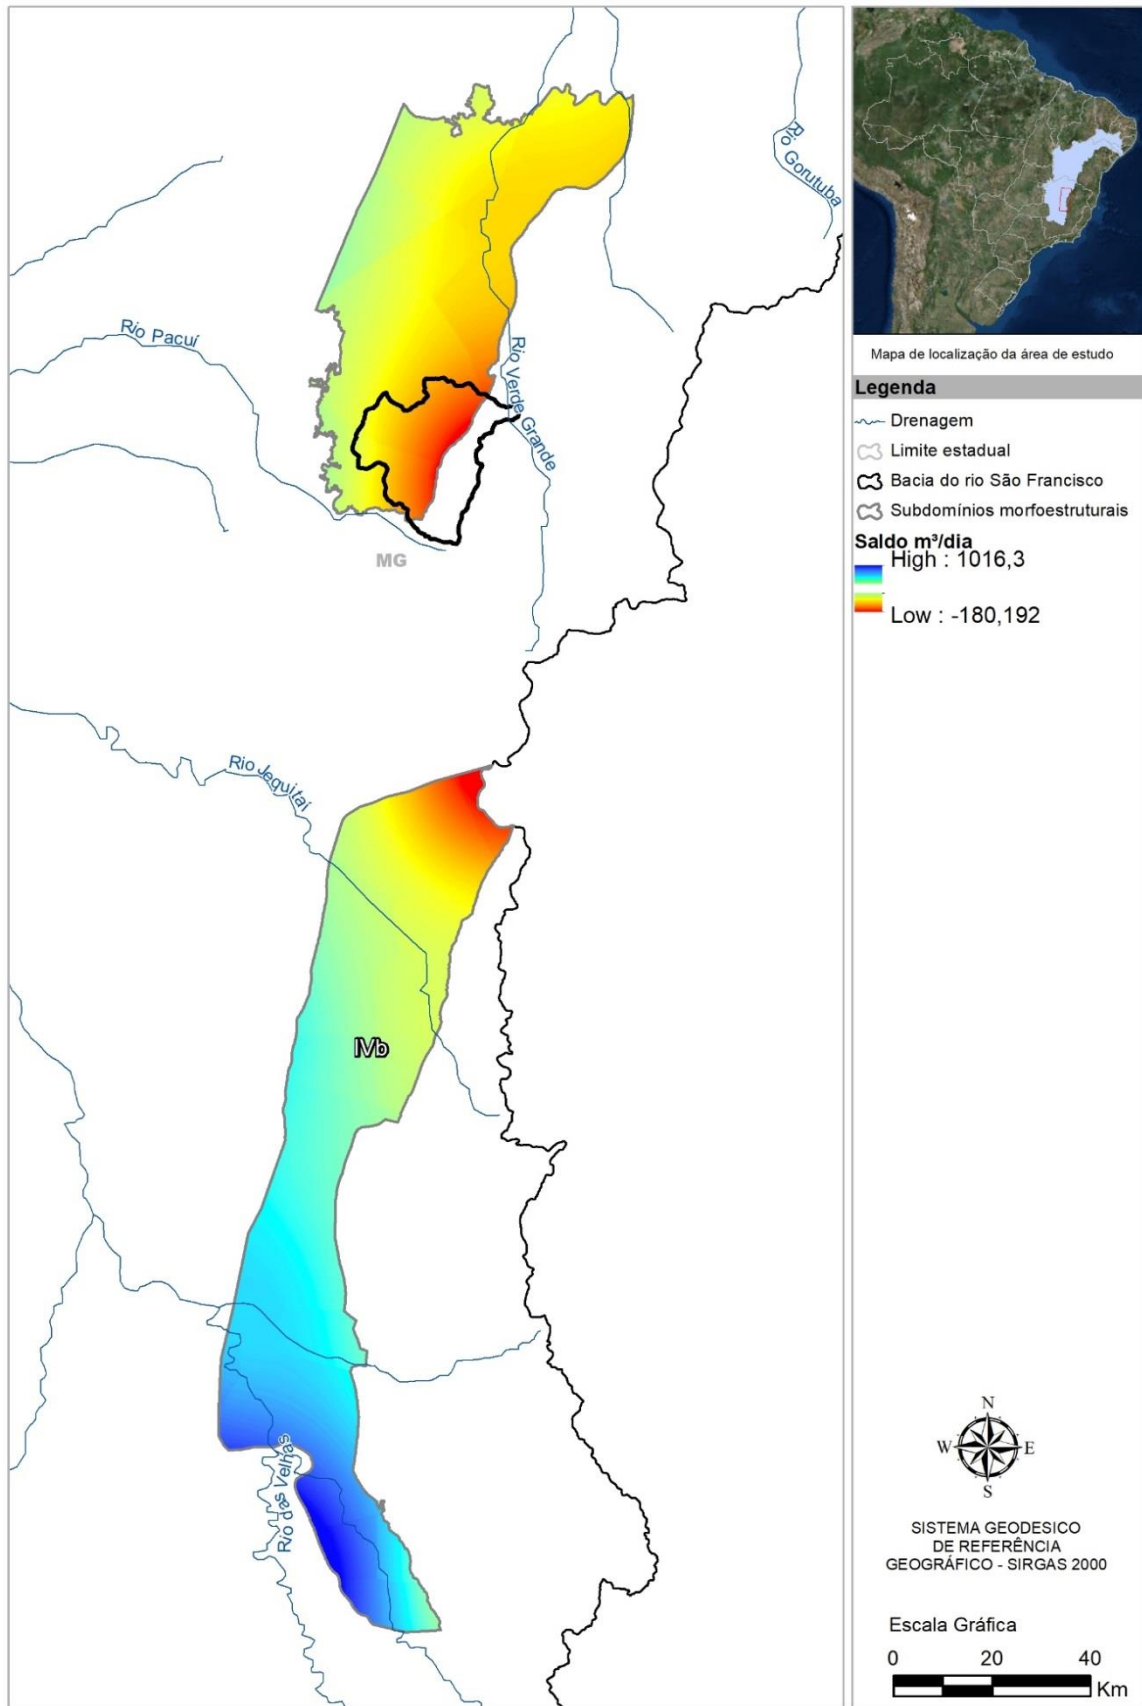 Rio Gorutuba
Rio Pacuí
Rio Verde Grande
MG
Rio Jequitaí
IVb
Rio das Velhas
Mapa de localização da área de estudo
Legenda
Drenagem
Limite estadual
Bacia do rio São Francisco
Subdomínios morfoestruturais
Saldo m³/dia
High : 1016,3
Low : -180,192
N
W E
S
SISTEMA GEODESICO
DE REFERÊNCIA
GEOGRÁFICO - SIRGAS 2000
Escala Gráfica
0 20 40
Km